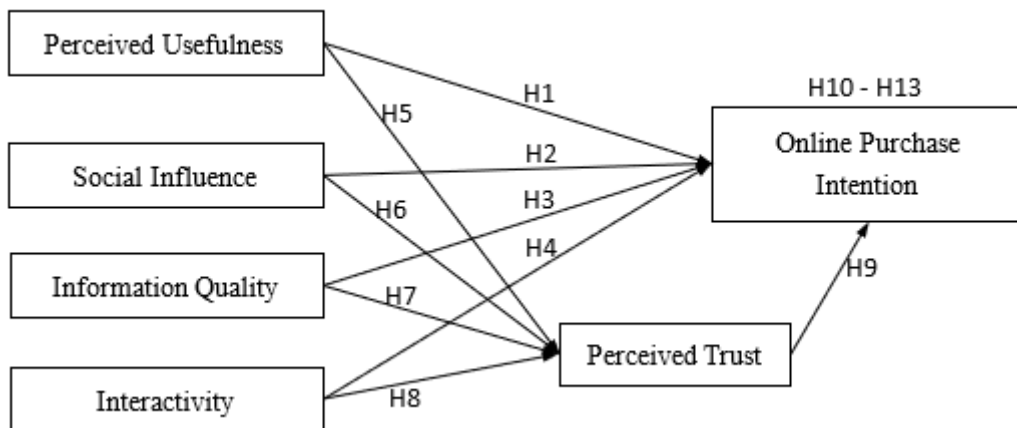 Perceived Usefulness
H10 - H13
H1
H5
Online Purchase
Intention
Social Influence
H2
H6
H3
H4
Information Quality
H7
H9
Perceived Trust
Interactivity
H8